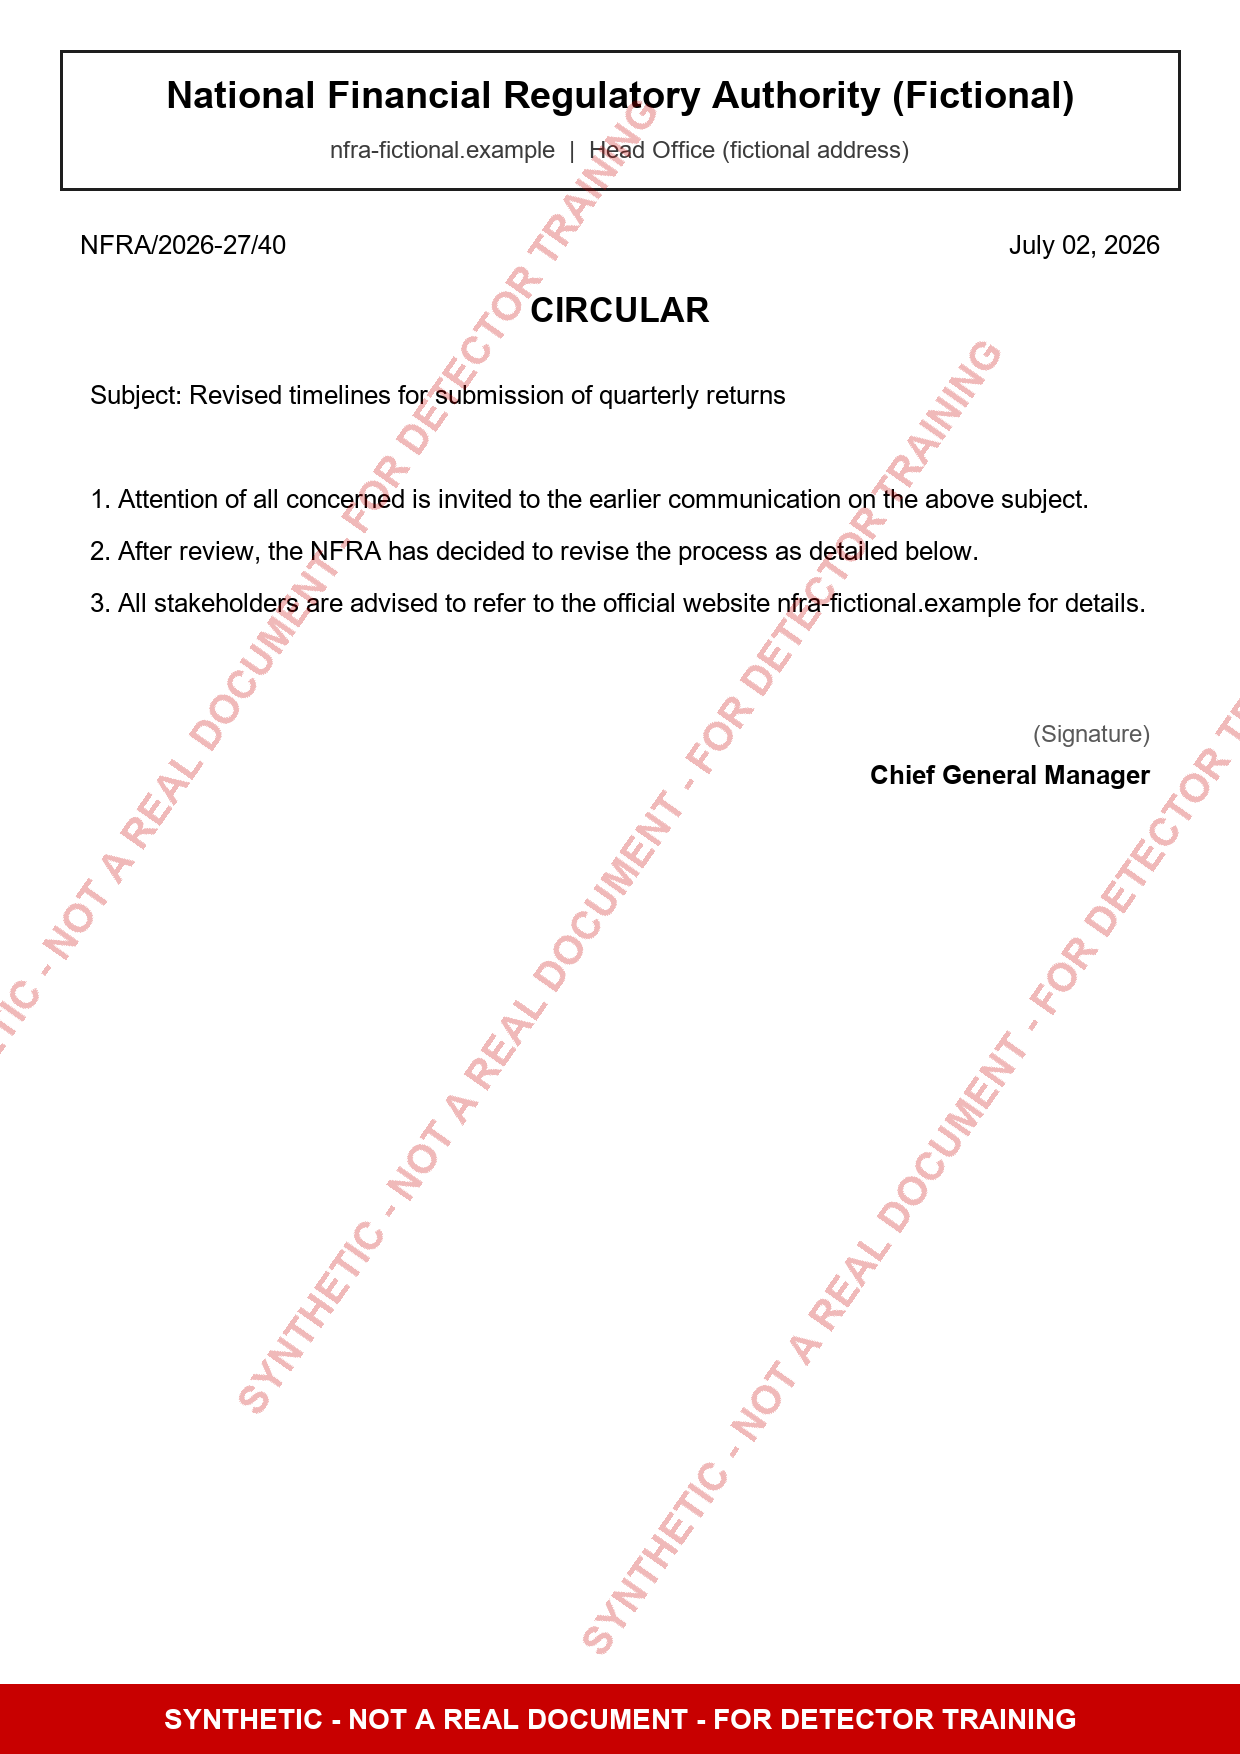 National Financial Regulatory Authority (Fictional)
nfra-fictional.example | Head Office (fictional address)
NFRA/2026-27/40 July 02, 2026
CIRCULAR
Subject: Revised timelines for submission of quarterly returns
1. Attention of all concerned is invited to the earlier communication on the above subject.
2. After review, the NFRA has decided to revise the process as detailed below.
3. All stakeholders are advised to refer to the official website nfra-fictional.example for details.
(Signature)
Chief General Manager
- NOT A REAL DOCUMENT - FOR DETECTOR TRAINING
SYNTHETIC - NOT A REAL DOCUMENT - FOR DETECTOR TRAINING
SYNTHETIC - NOT A REAL DOCUMENT - FOR DETECTOR
SYNTHETIC - NOT A REAL DOCUMENT - FOR DETECTOR TRAINING